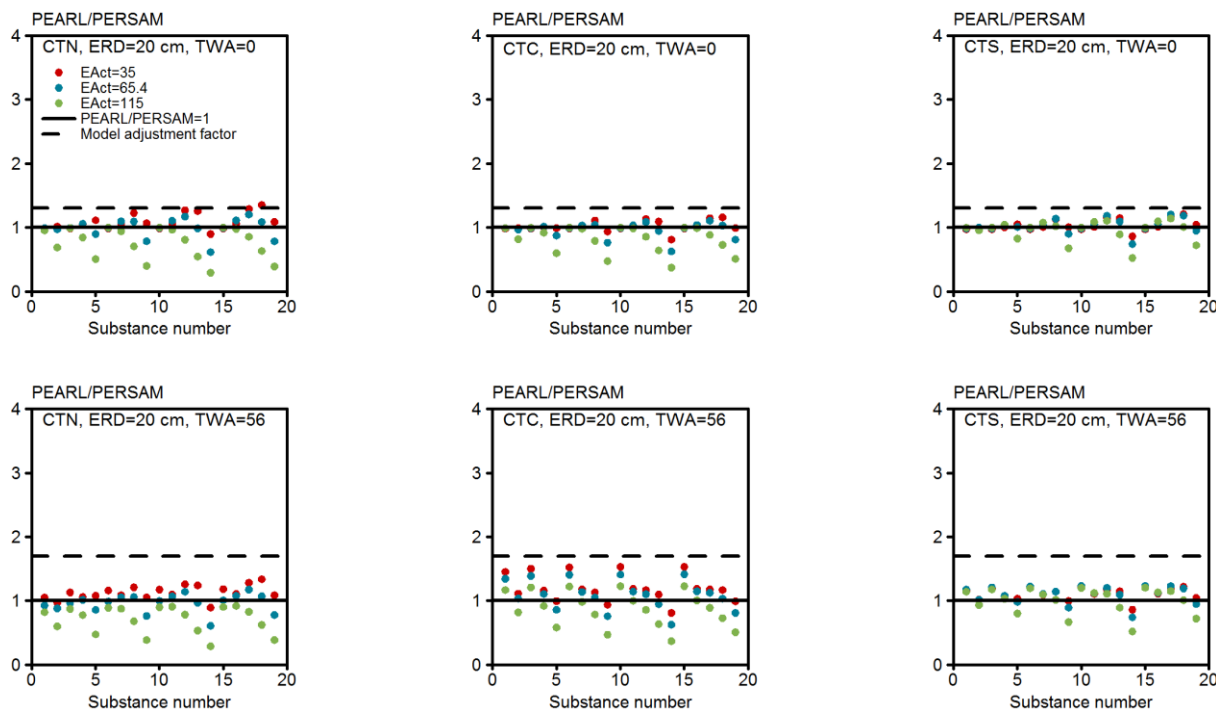 PEARL/PERSAM
CTN, ERD=20 cm, TWA=0
EAct=35
EAct=65.4
EAct=115
PEARL/PERSAM=1
Model adjustment factor
4
3
2
1
0
0 5 10 15 20
Substance number
PEARL/PERSAM
CTC, ERD=20 cm, TWA=0
4
3
2
1
0
0 5 10 15 20
Substance number
PEARL/PERSAM
CTS, ERD=20 cm, TWA=0
4
3
2
1
0
0 5 10 15 20
Substance number
PEARL/PERSAM
CTN, ERD=20 cm, TWA=56
4
3
2
1
0
0 5 10 15 20
Substance number
PEARL/PERSAM
CTC, ERD=20 cm, TWA=56
4
3
2
1
0
0 5 10 15 20
Substance number
PEARL/PERSAM
CTS, ERD=20 cm, TWA=56
4
3
2
1
0
0 5 10 15 20
Substance number